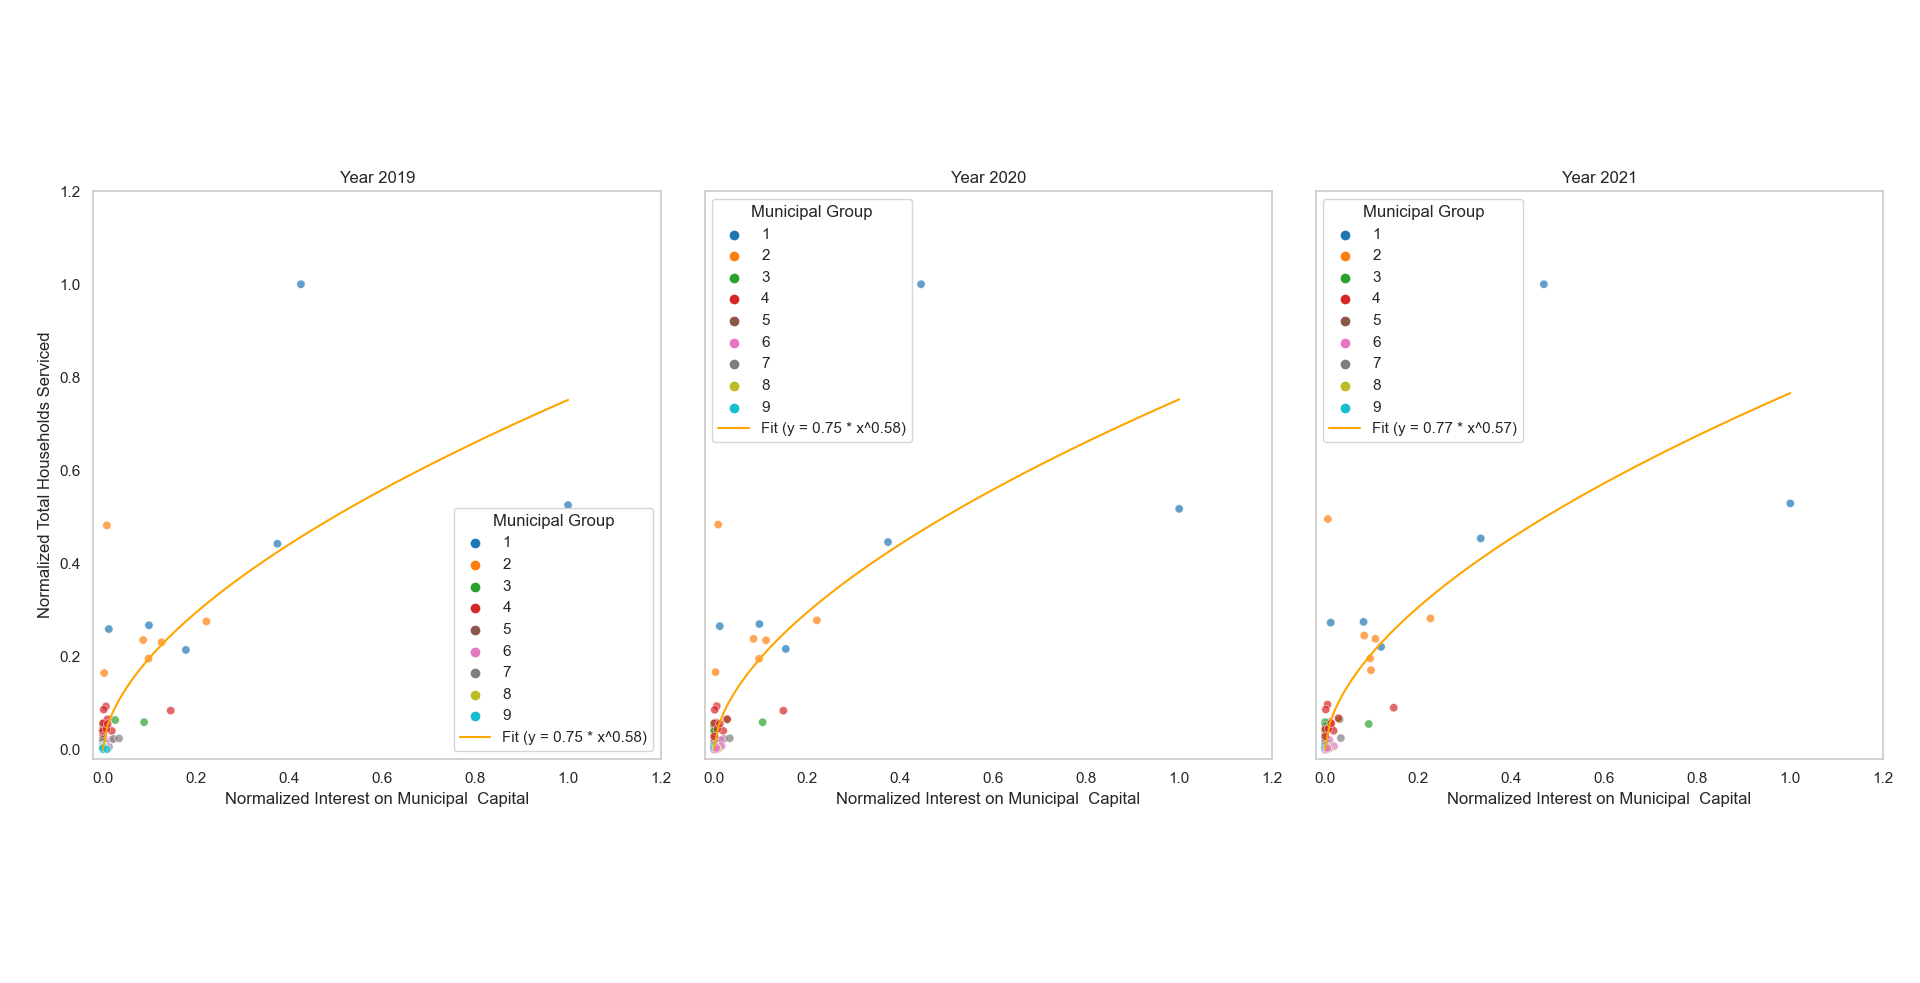 Year 2019
1.2
1.0
0.8
0.6
0.4
0.2
0.0
Normalized Total Households Serviced
Municipal Group
1
2
3
4
5
6
7
8
9
Fit (y = 0.75 * x^0.58)
0.0 0.2 0.4 0.6 0.8 1.0 1.2
Normalized Interest on Municipal  Capital
Year 2020
Municipal Group
1
2
3
4
5
6
7
8
9
Fit (y = 0.75 * x^0.58)
0.0 0.2 0.4 0.6 0.8 1.0 1.2
Normalized Interest on Municipal  Capital
Year 2021
Municipal Group
1
2
3
4
5
6
7
8
9
Fit (y = 0.77 * x^0.57)
0.0 0.2 0.4 0.6 0.8 1.0 1.2
Normalized Interest on Municipal  Capital